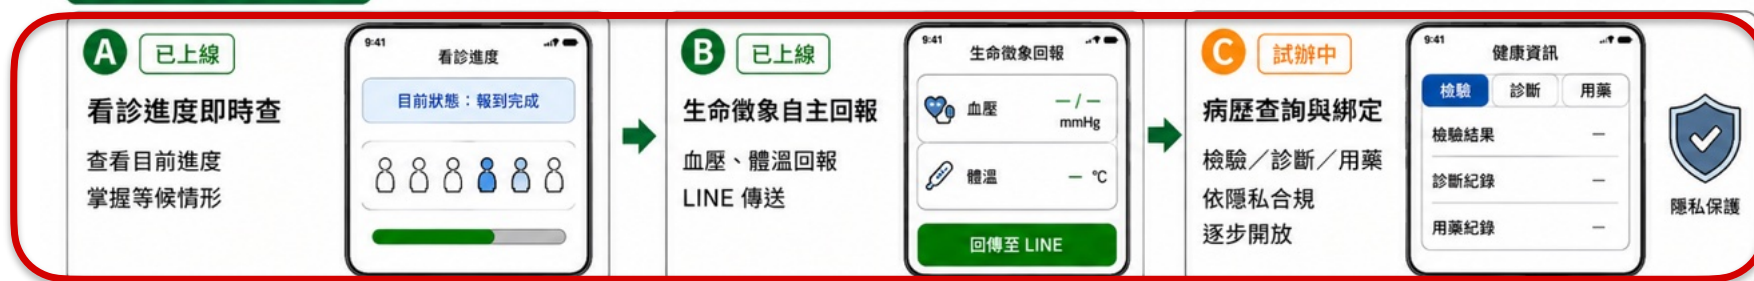 A 已上線
看診進度即時查
查看目前進度
掌握等候情形
9:41
看診進度
目前狀態：報到完成
B 已上線
生命徵象自主回報
血壓、體溫回報
LINE 傳送
9:41
生命徵象回報
血壓 —/— mmHg
體溫 — °C
回傳至 LINE
C 試辦中
病歷查詢與綁定
檢驗／診斷／用藥
依隱私合規
逐步開放
9:41
健康資訊
檢驗 診斷 用藥
檢驗結果 —
診斷紀錄 —
用藥紀錄 —
隱私保護